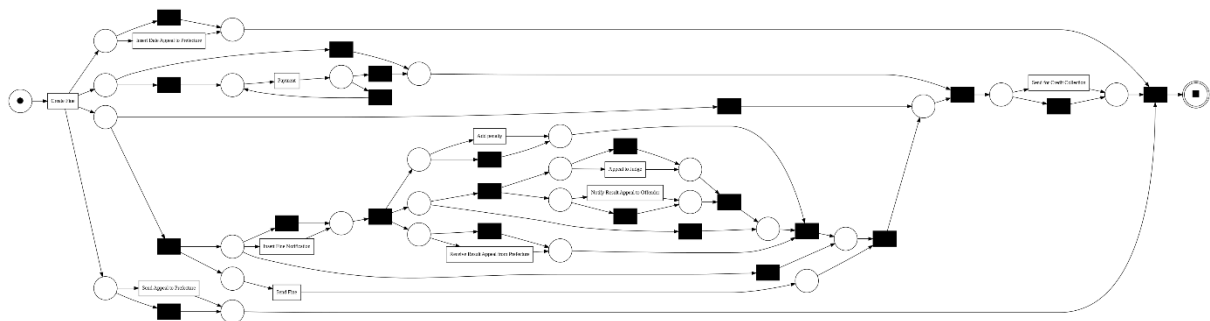 Insert Date Appeal to Prefecture
Payment
Send for Credit Collection
Create Fine
Add penalty
Appeal to Judge
Notify Result Appeal to Offender
Insert Fine Notification
Receive Result Appeal from Prefecture
Send Appeal to Prefecture
Send Fine